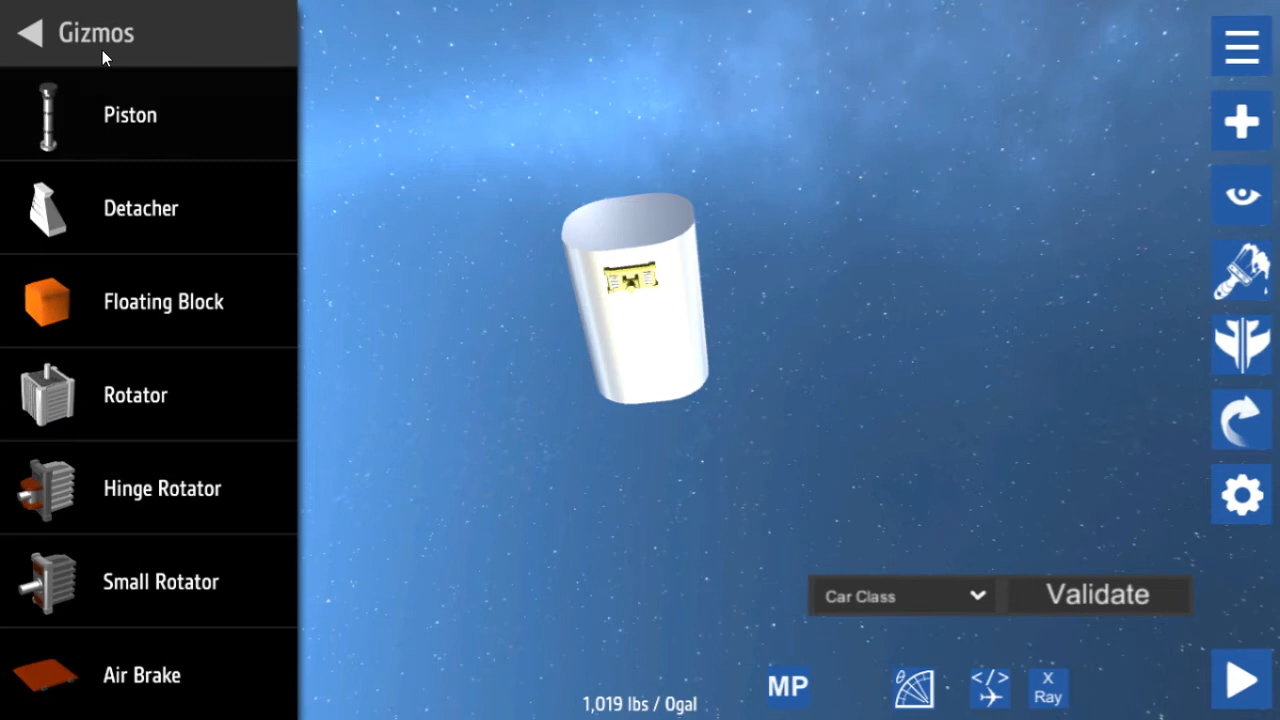 Gizmos
Piston
Detacher
Floating Block
Rotator
Hinge Rotator
Small Rotator
Air Brake
Car Class
Validate
MP
θ
</>
X
Ray
1,019 lbs / 0gal